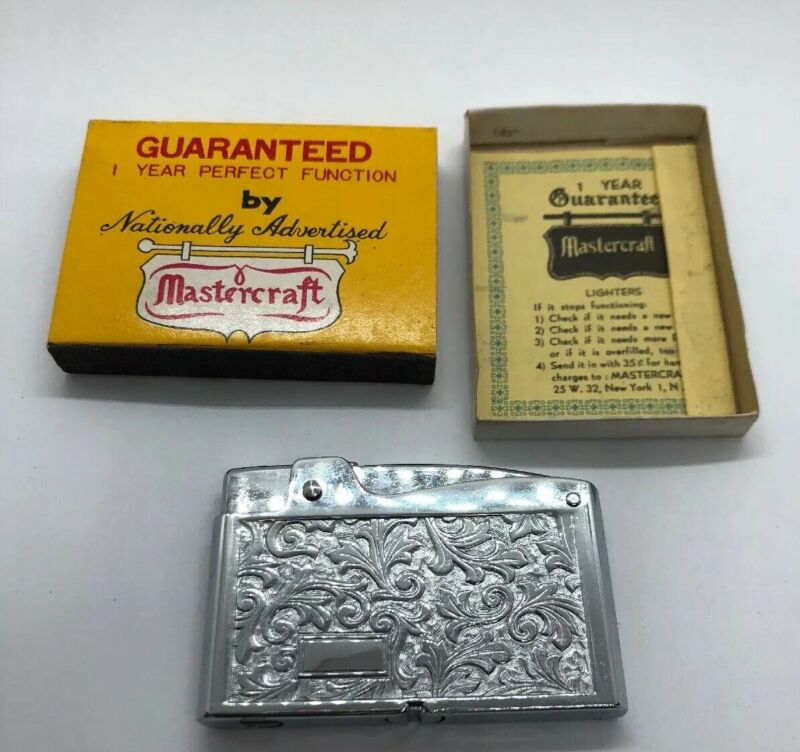 GUARANTEED
1 YEAR PERFECT FUNCTION
by
Nationally Advertised
Mastercraft
1 YEAR
Guarantee
Mastercraft
LIGHTERS
If it stops functioning:
1) Check if it needs a new
2) Check if it needs a new
3) Check if it needs more
or if it is overfilled, too
4) Send it in with 35¢ for han
charges to : MASTERCRA
25 W. 32, New York 1, N.